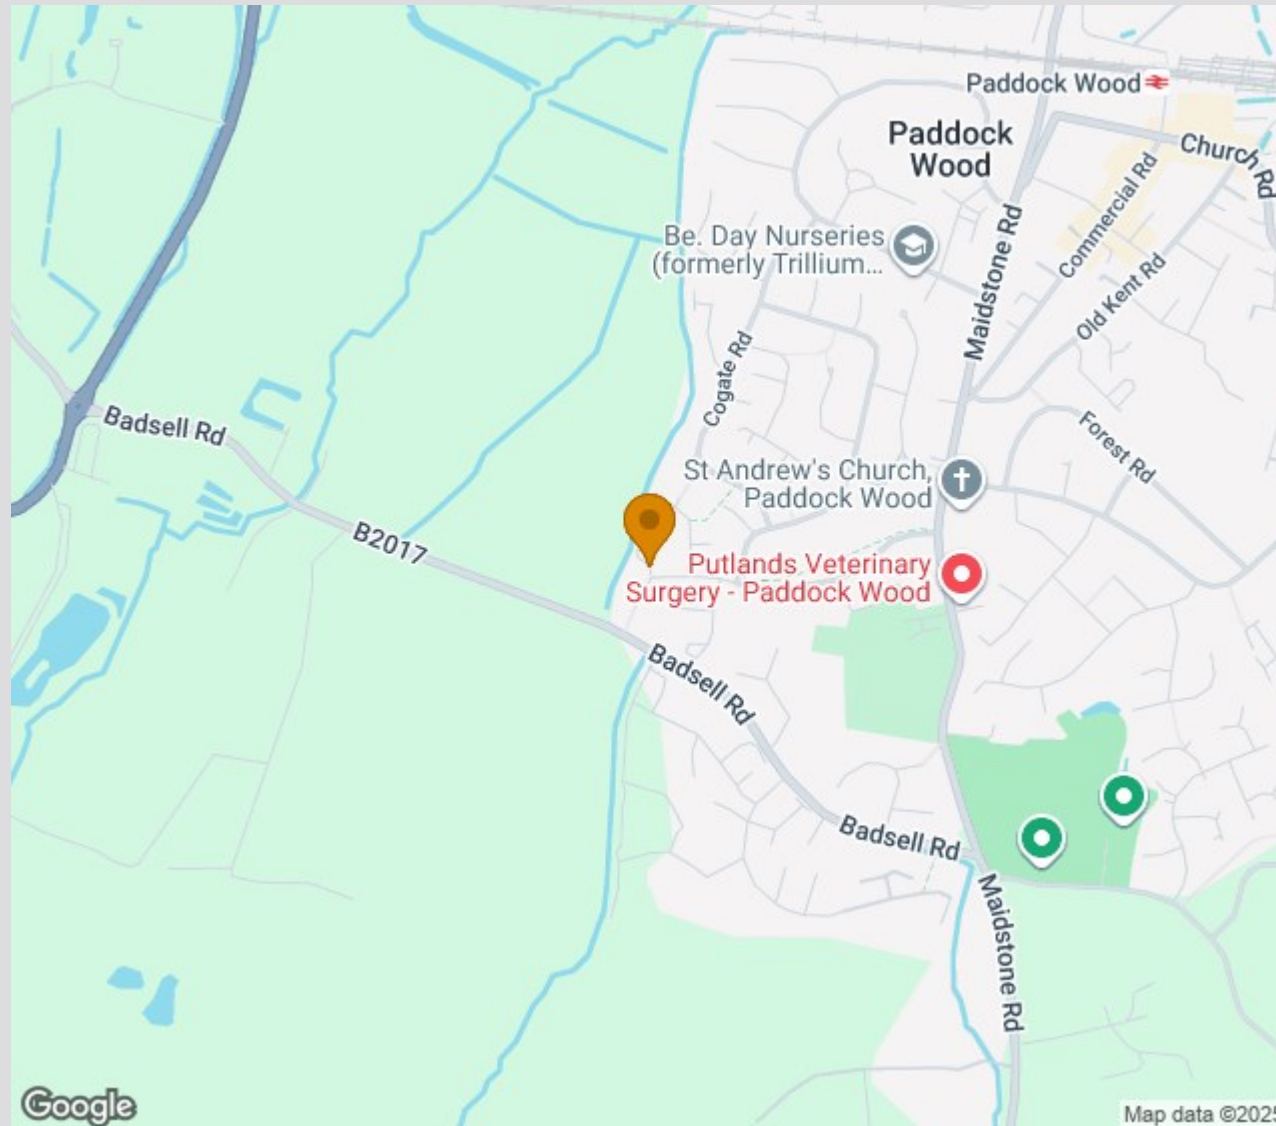 Paddock Wood
Paddock
Wood
Church Rd
Commercial Rd
Maidstone Rd
Be. Day Nurseries
(formerly Trillium...
Old Kent Rd
Cogate Rd
Badsell Rd
Forest Rd
St Andrew's Church,
Paddock Wood
B2017
Putlands Veterinary
Surgery - Paddock Wood
Badsell Rd
Badsell Rd
Maidstone Rd
Google
Map data ©2025